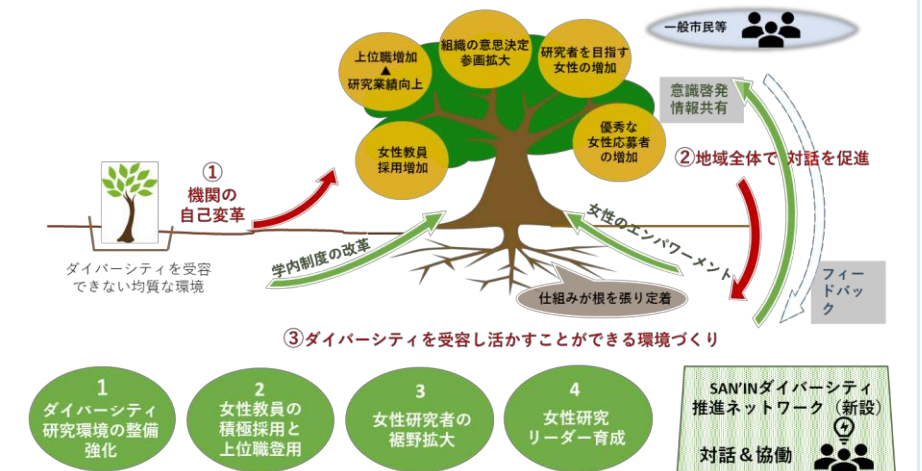 一般市民等
上位職増加
▲
研究業績向上
組織の意思決定
参画拡大
研究者を目指す
女性の増加
意識啓発
情報共有
女性教員
採用増加
優秀な
女性応募者
の増加
①
機関の
自己変革
②地域全体で 対話を促進
ダイバーシティを受容
できない均質な環境
学内制度の改革
女性のエンパワーメント
仕組みが根を張り定着
フィー
ドバッ
ク
③ダイバーシティを受容し活かすことができる環境づくり
1
ダイバーシティ
研究環境の整備
強化
2
女性教員の
積極採用と
上位職登用
3
女性研究者の
裾野拡大
4
女性研究
リーダー育成
SAN'INダイバーシティ
推進ネットワーク（新設）
対話＆協働